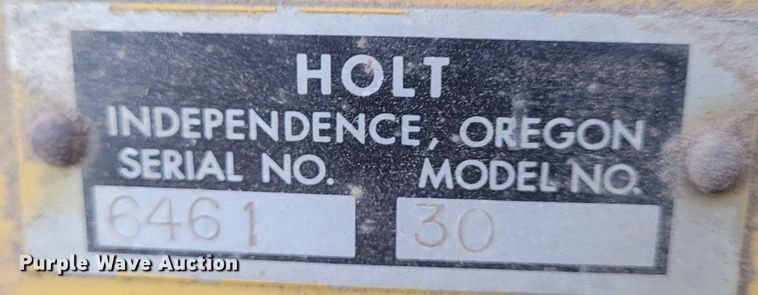 HOLT
INDEPENDENCE, OREGON
SERIAL NO. MODEL NO.
6461 30
Purple Wave Auction